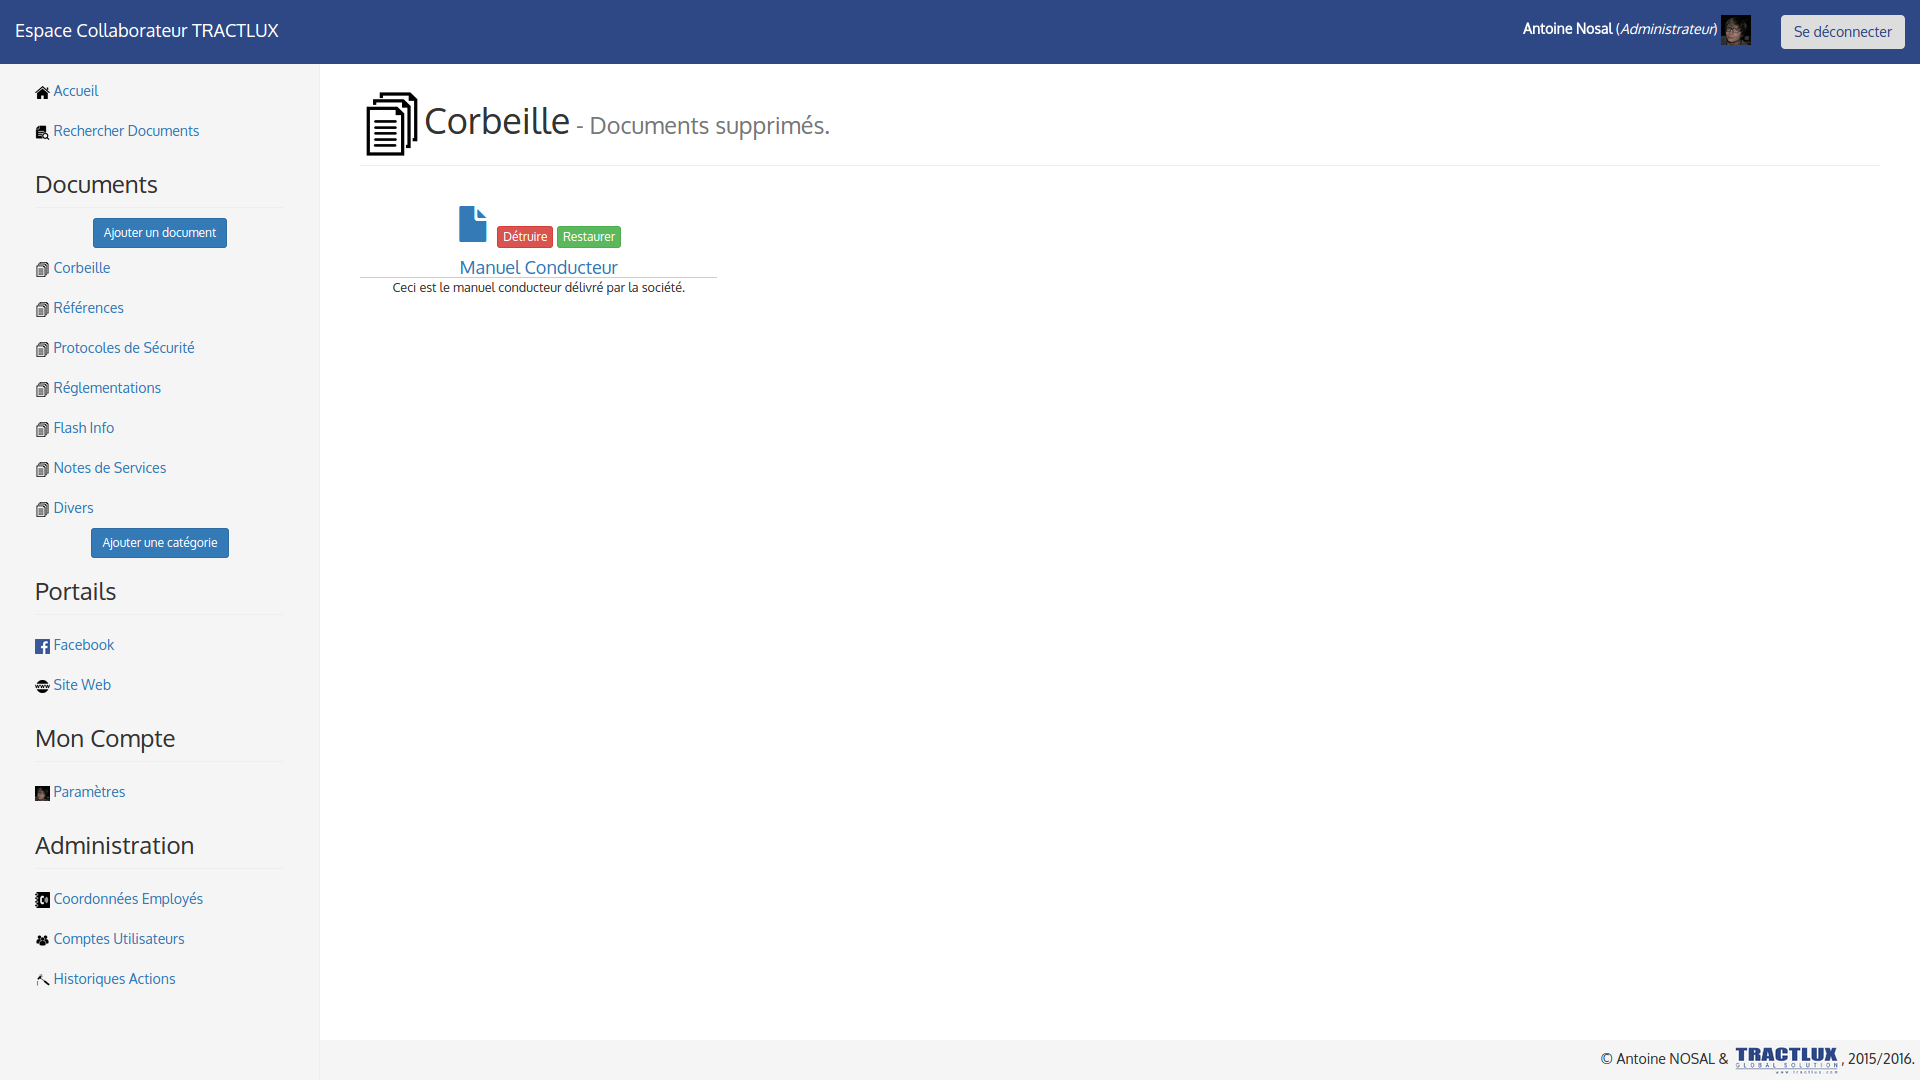 Espace Collaborateur TRACTLUX
Antoine Nosal (Administrateur)
Se déconnecter
Accueil
Rechercher Documents
Documents
Ajouter un document
Corbeille
Références
Protocoles de Sécurité
Réglementations
Flash Info
Notes de Services
Divers
Ajouter une catégorie
Portails
Facebook
Site Web
Mon Compte
Paramètres
Administration
Coordonnées Employés
Comptes Utilisateurs
Historiques Actions
Corbeille - Documents supprimés.
Détruire Restaurer
Manuel Conducteur
Ceci est le manuel conducteur délivré par la société.
© Antoine NOSAL & TRACTLUX , 2015/2016.
GLOBAL SOLUTION
www.tractlux.com